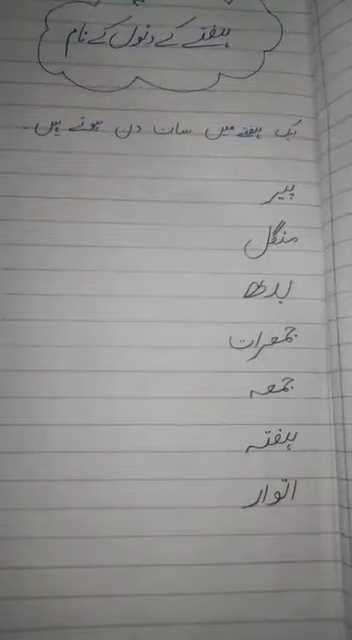 ہفتے کے دنوں کے نام
ایک ہفتے میں سات دن ہوتے ہیں۔
پیر
منگل
بدھ
جمعرات
جمعہ
ہفتہ
اتوار